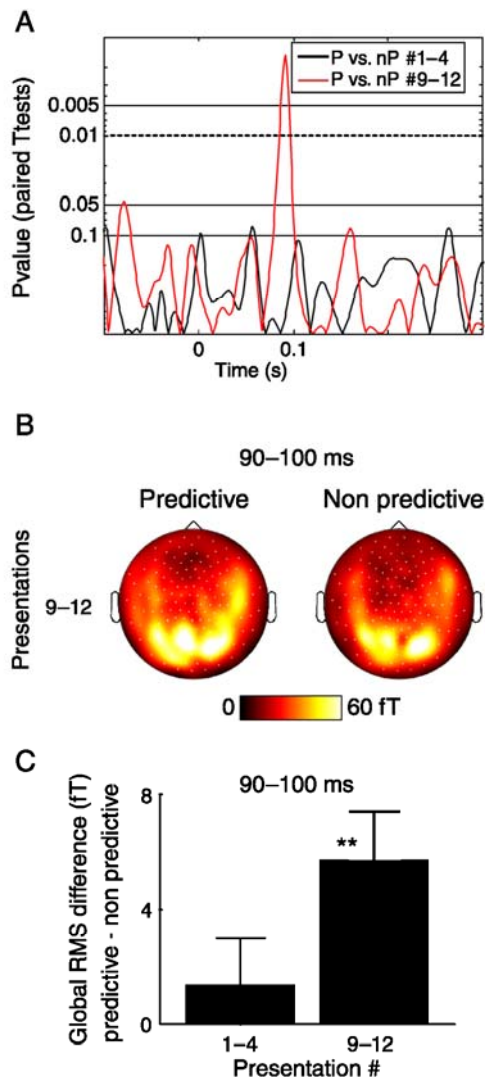 A
P vs. nP #1–4
P vs. nP #9–12
0.005
0.01
0.05
0.1
Pvalue (paired Ttests)
0
0.1
Time (s)
B
90–100 ms
Predictive
Non predictive
Presentations
9–12
0
60 fT
C
90–100 ms
8
4
0
Global RMS difference (fT)
predictive - non predictive
**
1–4
9–12
Presentation #